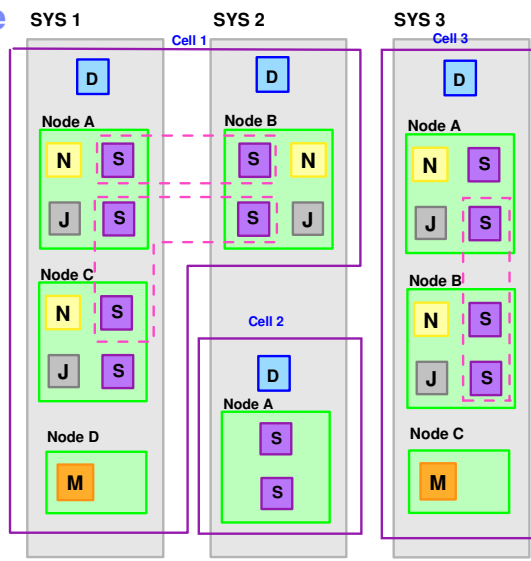 e
SYS 1 SYS 2 SYS 3
Cell 1 Cell 3
D D D
Node A Node B Node A
N S S N N S
J S S J J S
Node C Node B
N S N S
Cell 2
J S D J S
Node A
Node D S Node C
M S M